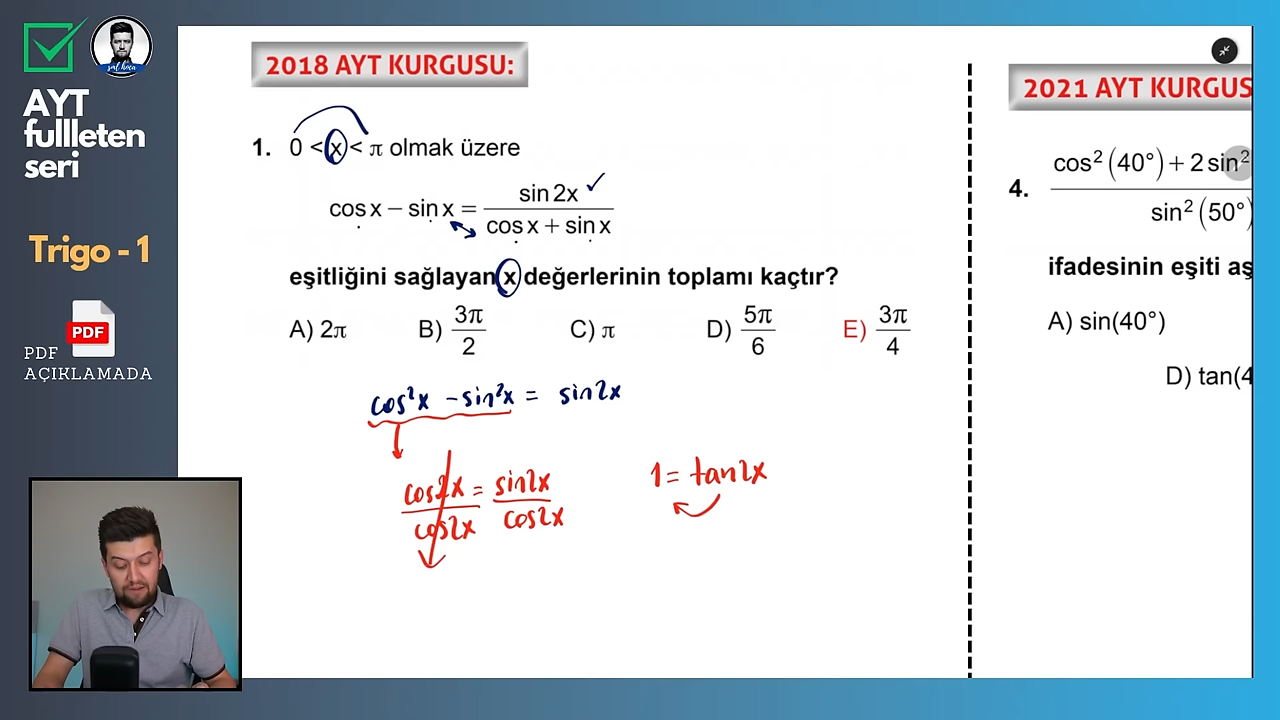 AYT
fullleten
seri
Trigo - 1
PDF
PDF
AÇIKLAMADA
2018 AYT KURGUSU:
1. 0 < x < π olmak üzere
cos x − sin x = sin 2x / (cos x + sin x)
eşitliğini sağlayan x değerlerinin toplamı kaçtır?
A) 2π B) 3π/2 C) π D) 5π/6 E) 3π/4
cos²x − sin²x = sin2x
cos2x/cos2x = sin2x/cos2x
1 = tan2x
2021 AYT KURGUS
4. cos² (40°) + 2 sin² / sin² (50°)
ifadesinin eşiti aş
A) sin(40°)
D) tan(4